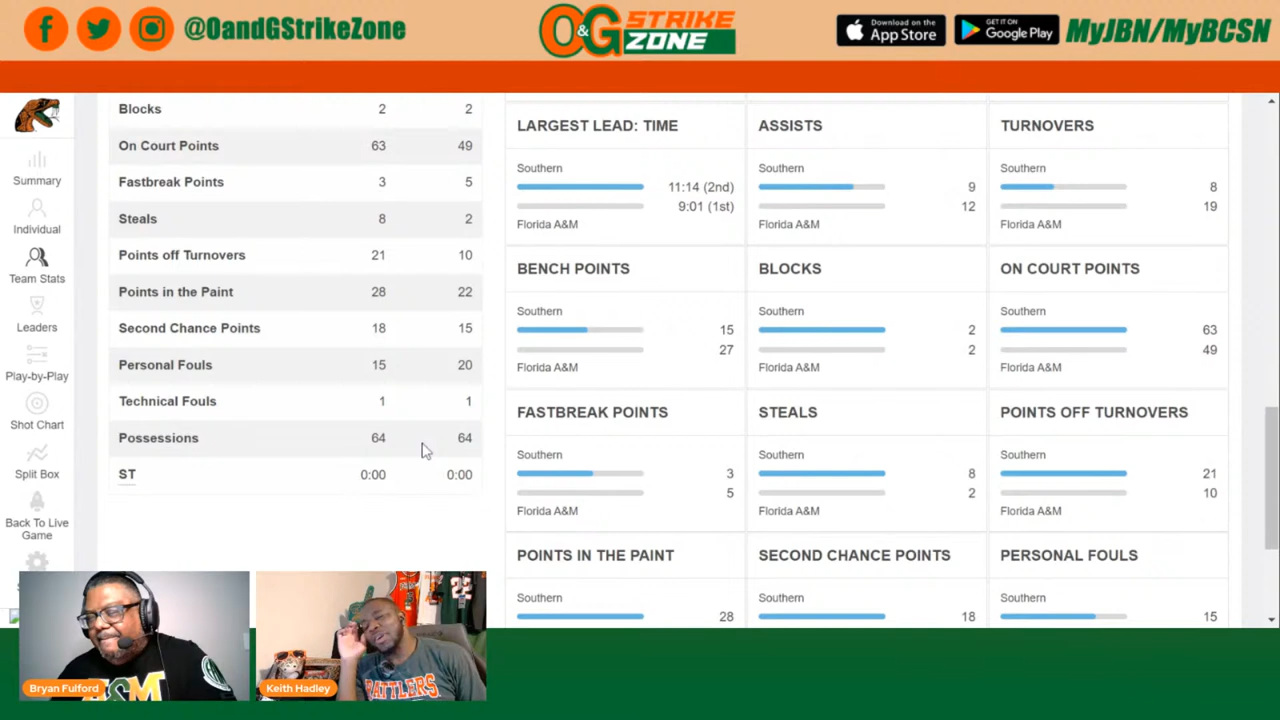 @OandGStrikeZone
O&G STRIKE ZONE
Download on the App Store
GET IT ON Google Play
MyJBN/MyBCSN
Summary
Individual
Team Stats
Leaders
Play-by-Play
Shot Chart
Split Box
Back To Live
Game
Blocks 2 2
On Court Points 63 49
Fastbreak Points 3 5
Steals 8 2
Points off Turnovers 21 10
Points in the Paint 28 22
Second Chance Points 18 15
Personal Fouls 15 20
Technical Fouls 1 1
Possessions 64 64
ST 0:00 0:00
LARGEST LEAD: TIME
Southern
11:14 (2nd)
9:01 (1st)
Florida A&M
ASSISTS
Southern
9
12
Florida A&M
TURNOVERS
Southern
8
19
Florida A&M
BENCH POINTS
Southern
15
27
Florida A&M
BLOCKS
Southern
2
2
Florida A&M
ON COURT POINTS
Southern
63
49
Florida A&M
FASTBREAK POINTS
Southern
3
5
Florida A&M
STEALS
Southern
8
2
Florida A&M
POINTS OFF TURNOVERS
Southern
21
10
Florida A&M
POINTS IN THE PAINT
Southern
28
SECOND CHANCE POINTS
Southern
18
PERSONAL FOULS
Southern
15
RATTLERS
Bryan Fulford
Keith Hadley